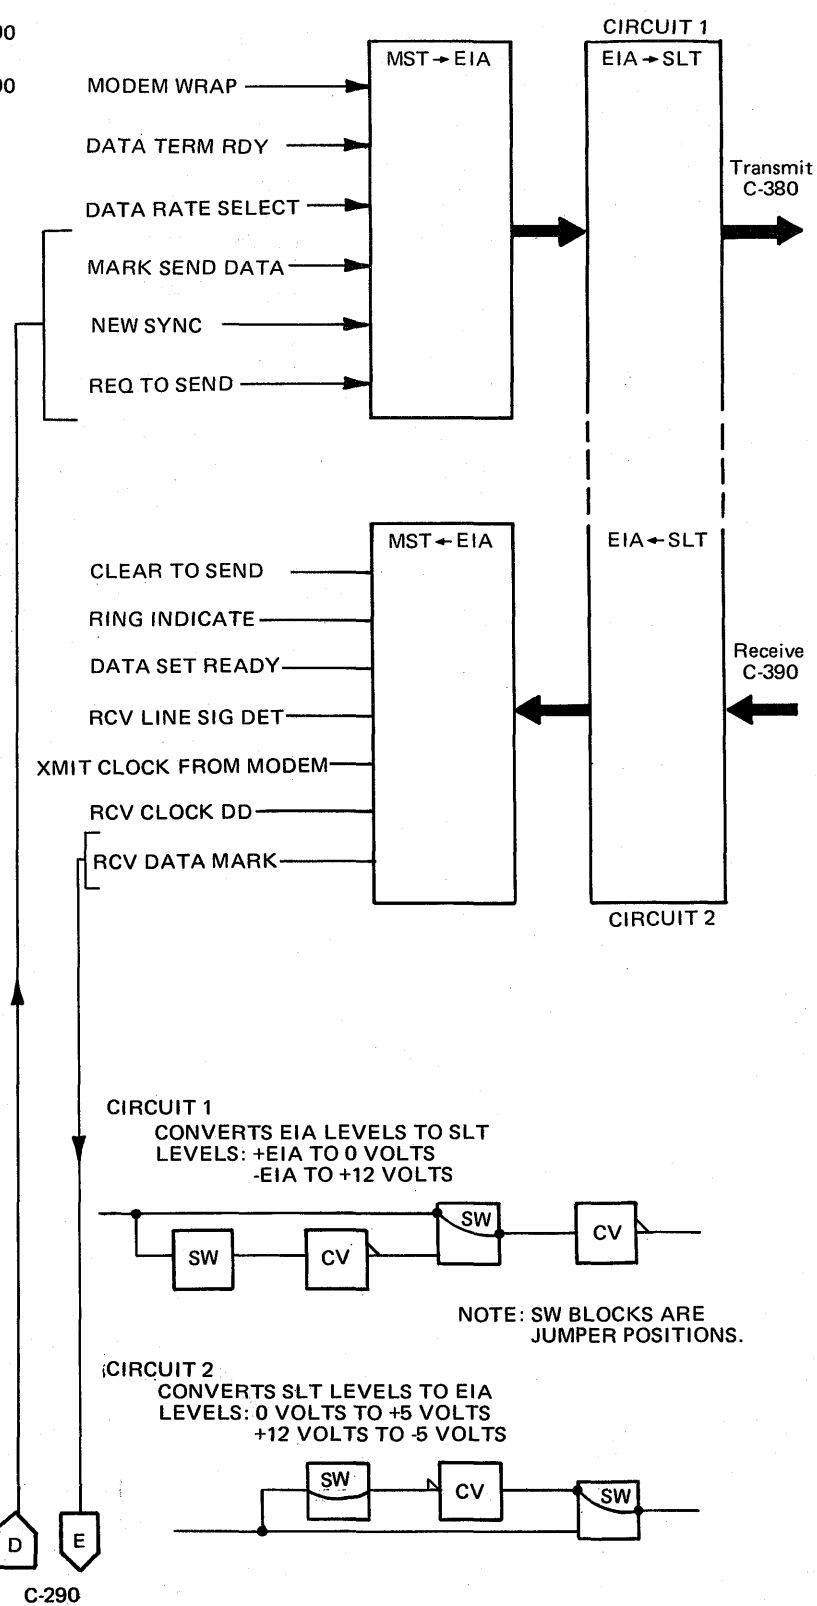 00
CIRCUIT 1
MST→EIA
EIA→SLT
00
MODEM WRAP
DATA TERM RDY
Transmit
C-380
DATA RATE SELECT
MARK SEND DATA
NEW SYNC
REQ TO SEND
MST←EIA
EIA←SLT
CLEAR TO SEND
RING INDICATE
DATA SET READY
Receive
C-390
RCV LINE SIG DET
XMIT CLOCK FROM MODEM
RCV CLOCK DD
RCV DATA MARK
CIRCUIT 2
CIRCUIT 1
CONVERTS EIA LEVELS TO SLT
LEVELS: +EIA TO 0 VOLTS
-EIA TO +12 VOLTS
SW
SW
CV
CV
NOTE: SW BLOCKS ARE
JUMPER POSITIONS.
CIRCUIT 2
CONVERTS SLT LEVELS TO EIA
LEVELS: 0 VOLTS TO +5 VOLTS
+12 VOLTS TO -5 VOLTS
SW
CV
SW
D
E
C-290